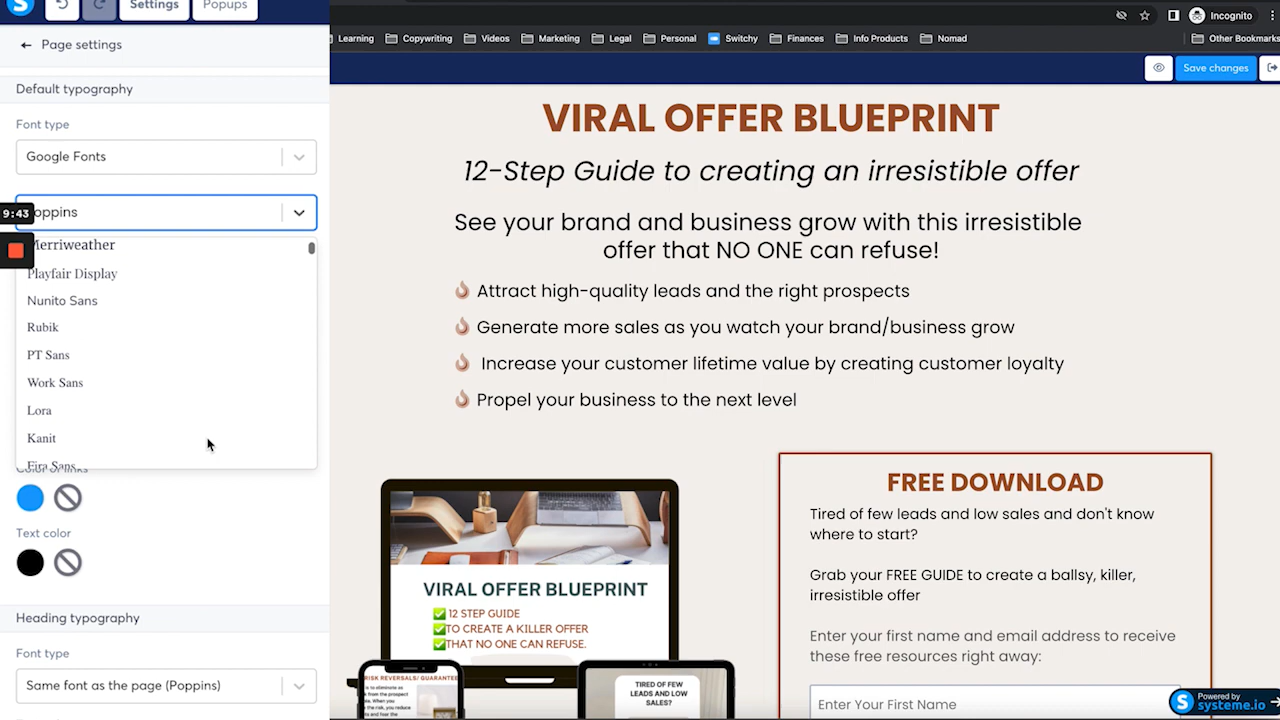 Settings
Popups
← Page settings
Default typography
Font type
Google Fonts
9:43
oppins
Merriweather
Playfair Display
Nunito Sans
Rubik
PT Sans
Work Sans
Lora
Kanit
Fira Sans
Color of links
Text color
Heading typography
Font type
Same font as the page (Poppins)
Incognito
Learning
Copywriting
Videos
Marketing
Legal
Personal
Switchy
Finances
Info Products
Nomad
Other Bookmarks
Save changes
VIRAL OFFER BLUEPRINT
12-Step Guide to creating an irresistible offer
See your brand and business grow with this irresistible
offer that NO ONE can refuse!
Attract high-quality leads and the right prospects
Generate more sales as you watch your brand/business grow
Increase your customer lifetime value by creating customer loyalty
Propel your business to the next level
VIRAL OFFER BLUEPRINT
✅ 12 STEP GUIDE
✅TO CREATE A KILLER OFFER
✅THAT NO ONE CAN REFUSE.
RISK REVERSALS/ GUARANTEE
TIRED OF FEW
LEADS AND LOW
SALES?
FREE DOWNLOAD
Tired of few leads and low sales and don't know
where to start?
Grab your FREE GUIDE to create a ballsy, killer,
irresistible offer
Enter your first name and email address to receive
these free resources right away:
Enter Your First Name
Powered by
systeme.io